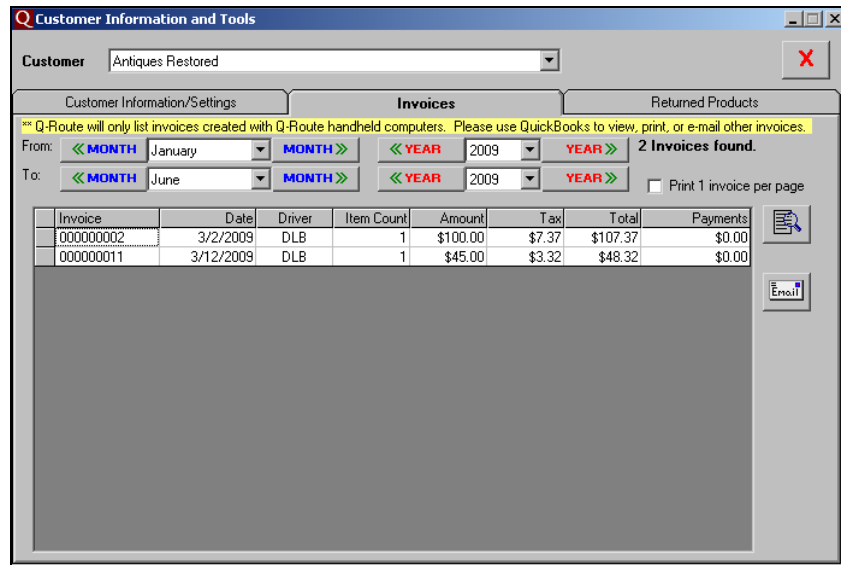 Q Customer Information and Tools
Customer Antiques Restored X
Customer Information/Settings Invoices Returned Products
** Q-Route will only list invoices created with Q-Route handheld computers. Please use QuickBooks to view, print, or e-mail other invoices.
From: « MONTH January MONTH » « YEAR 2009 YEAR » 2 Invoices found.
To: « MONTH June MONTH » « YEAR 2009 YEAR » Print 1 invoice per page
Invoice Date Driver Item Count Amount Tax Total Payments
000000002 3/2/2009 DLB 1 $100.00 $7.37 $107.37 $0.00
000000011 3/12/2009 DLB 1 $45.00 $3.32 $48.32 $0.00
Email